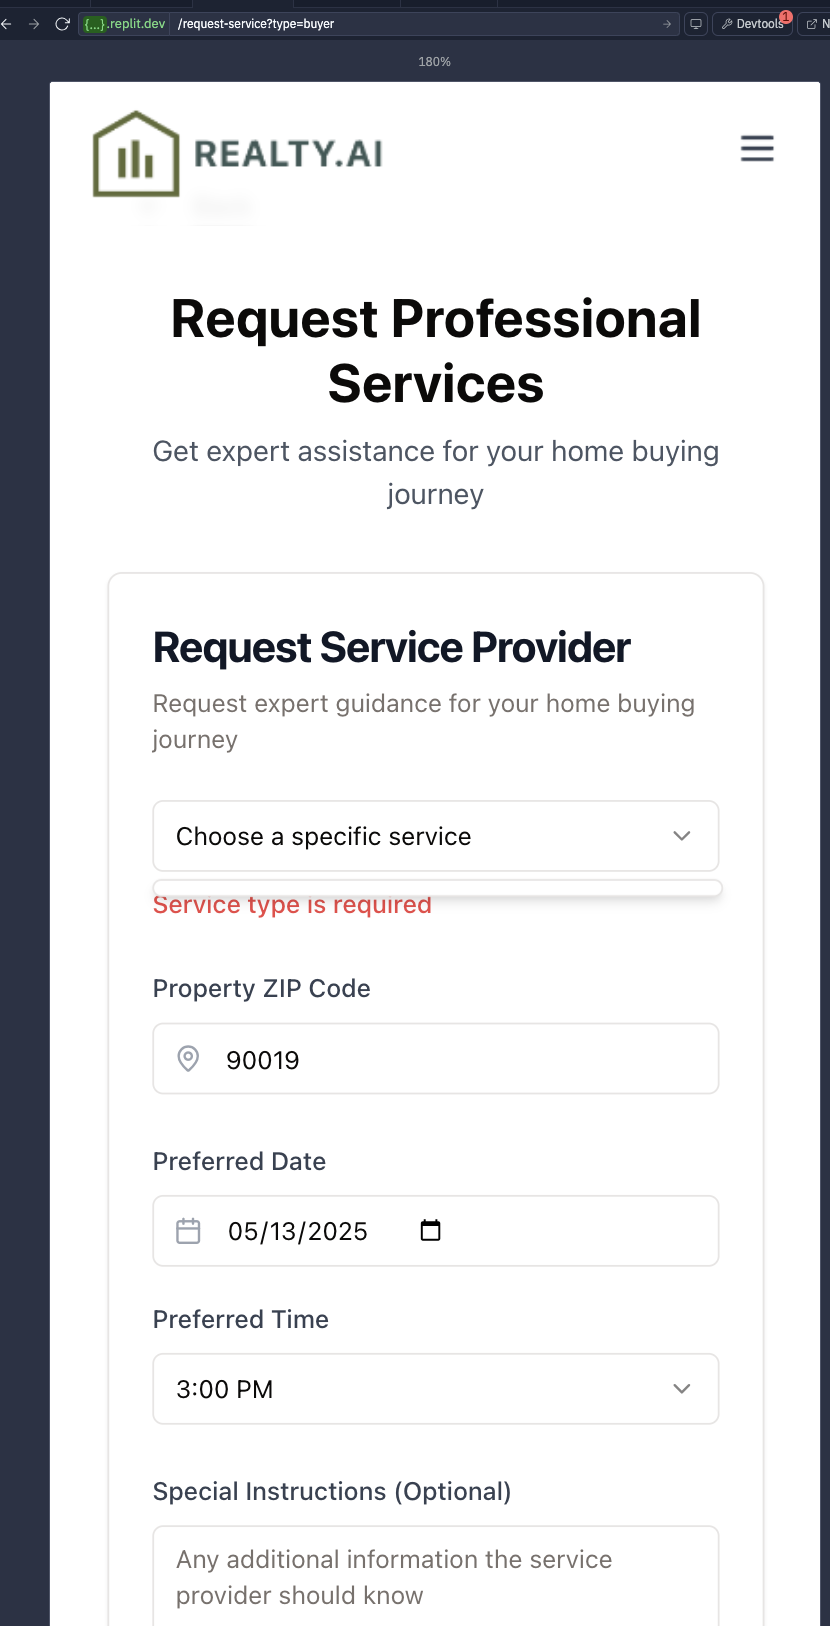 {...}.replit.dev /request-service?type=buyer
Devtools 1
N
180%
REALTY.AI
Request Professional
Services
Get expert assistance for your home buying
journey
Request Service Provider
Request expert guidance for your home buying
journey
Choose a specific service
Service type is required
Property ZIP Code
90019
Preferred Date
05/13/2025
Preferred Time
3:00 PM
Special Instructions (Optional)
Any additional information the service
provider should know